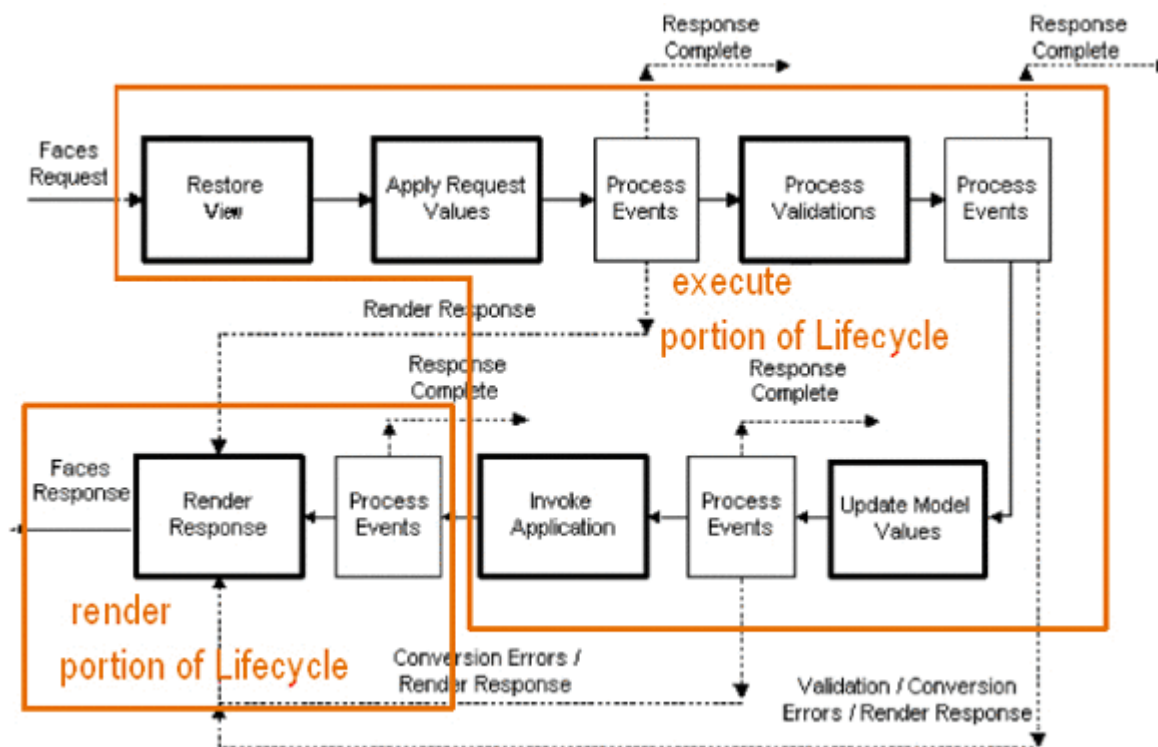 Response
Complete
Response
Complete
Faces
Request
Restore
View
Apply Request
Values
Process
Events
Process
Validations
Process
Events
execute
portion of Lifecycle
Render Response
Response
Complete
Response
Complete
Faces
Response
Render
Response
Process
Events
Invoke
Application
Process
Events
Update Model
Values
render
portion of Lifecycle
Conversion Errors /
Render Response
Validation / Conversion
Errors / Render Response